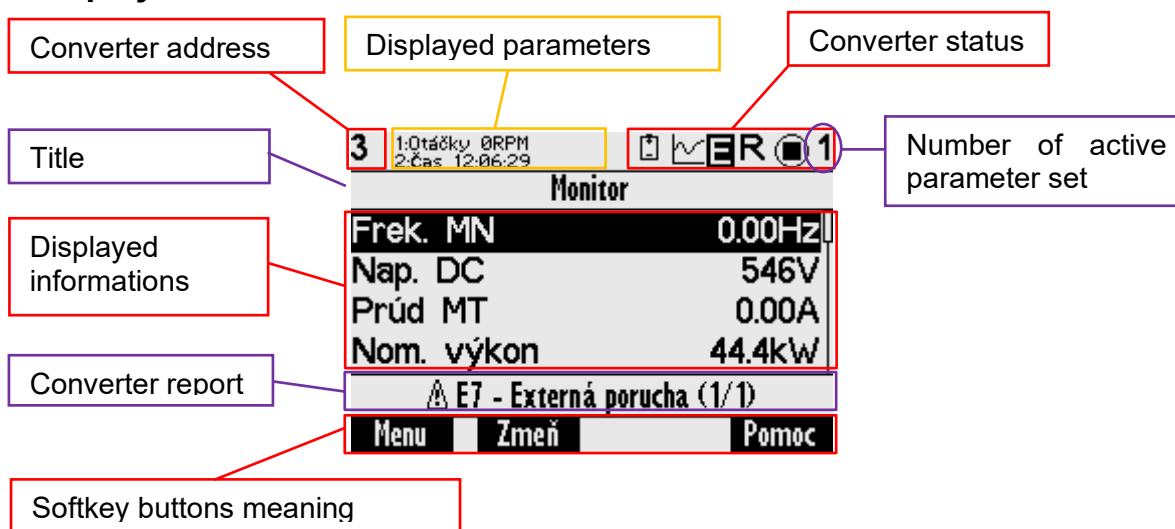 Converter address
Displayed parameters
Converter status
Title
3
1:Otáčky 0RPM
2:Čas 12:06:29
E R 1
Number of active
parameter set
Monitor
Displayed
informations
Frek. MN 0.00Hz
Nap. DC 546V
Prúd MT 0.00A
Nom. výkon 44.4kW
Converter report
⚠ E7 - Externá porucha (1/1)
Menu Zmeň Pomoc
Softkey buttons meaning